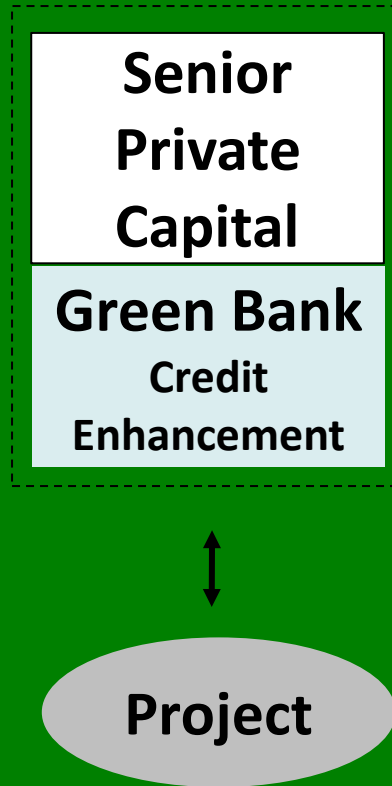 Senior
Private
Capital
Green Bank
Credit
Enhancement
Project